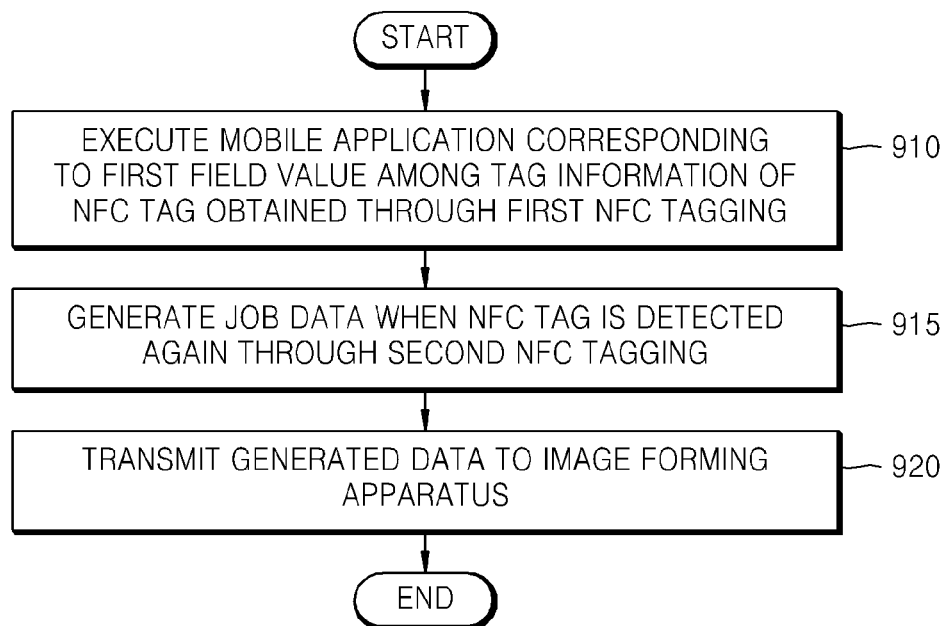 START
EXECUTE MOBILE APPLICATION CORRESPONDING
TO FIRST FIELD VALUE AMONG TAG INFORMATION OF
NFC TAG OBTAINED THROUGH FIRST NFC TAGGING
910
GENERATE JOB DATA WHEN NFC TAG IS DETECTED
AGAIN THROUGH SECOND NFC TAGGING
915
TRANSMIT GENERATED DATA TO IMAGE FORMING
APPARATUS
920
END